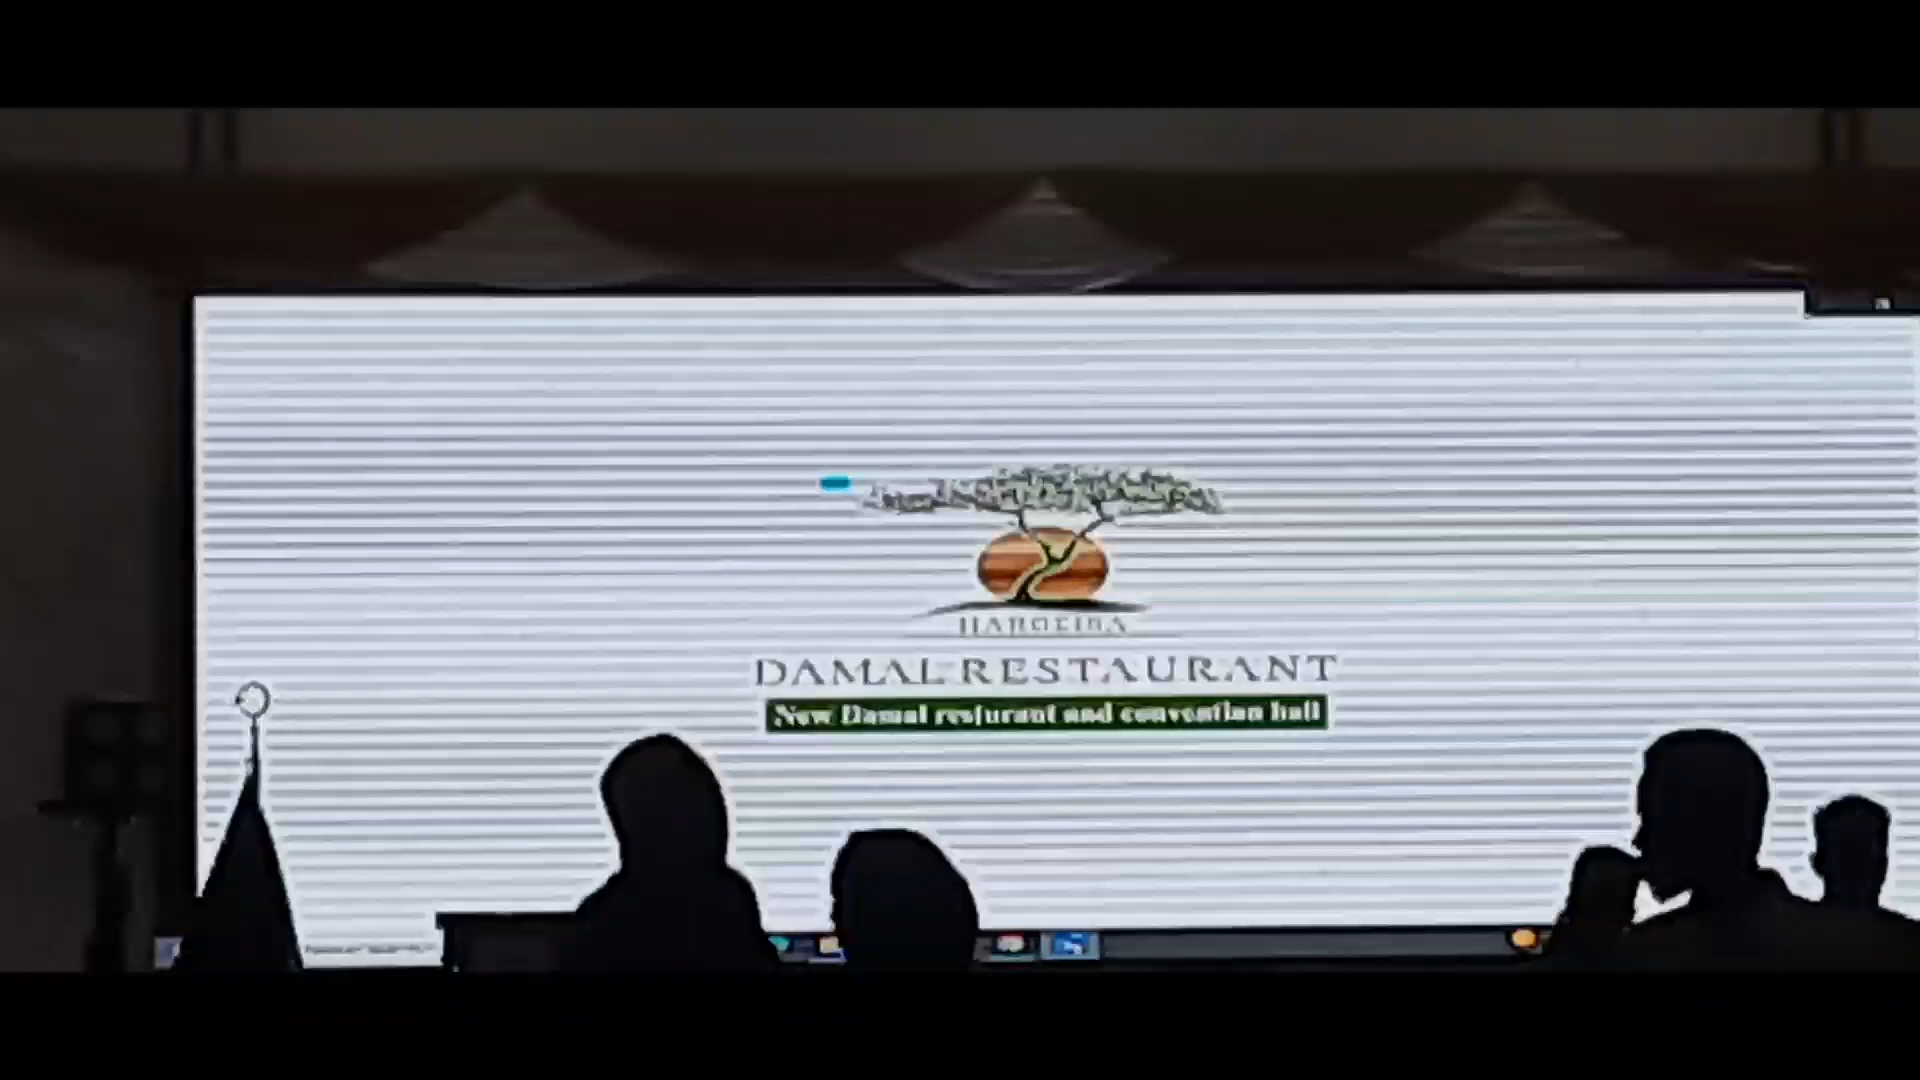 HARGEISA
DAMAL RESTAURANT
New Damal resturant and convention hall